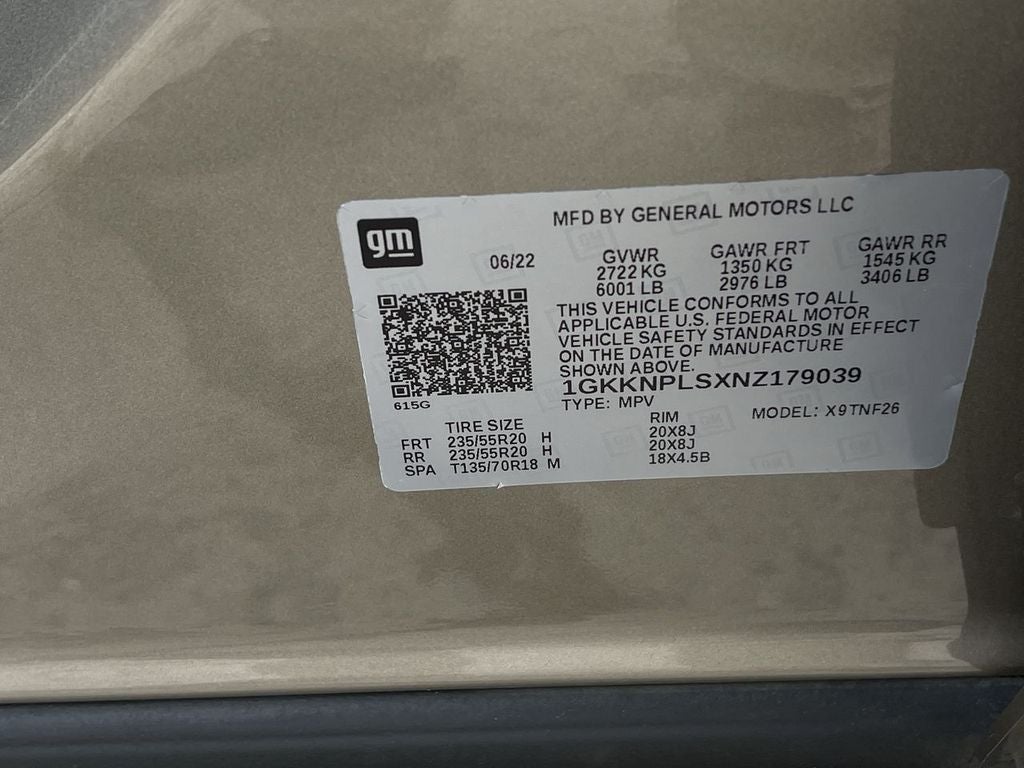 gm
MFD BY GENERAL MOTORS LLC
06/22
GVWR GAWR FRT GAWR RR
2722 KG 1350 KG 1545 KG
6001 LB 2976 LB 3406 LB
THIS VEHICLE CONFORMS TO ALL
APPLICABLE U.S. FEDERAL MOTOR
VEHICLE SAFETY STANDARDS IN EFFECT
ON THE DATE OF MANUFACTURE
SHOWN ABOVE.
1GKKNPLSXNZ179039
615G
TYPE: MPV MODEL: X9TNF26
TIRE SIZE RIM
FRT 235/55R20 H 20X8J
RR 235/55R20 H 20X8J
SPA T135/70R18 M 18X4.5B